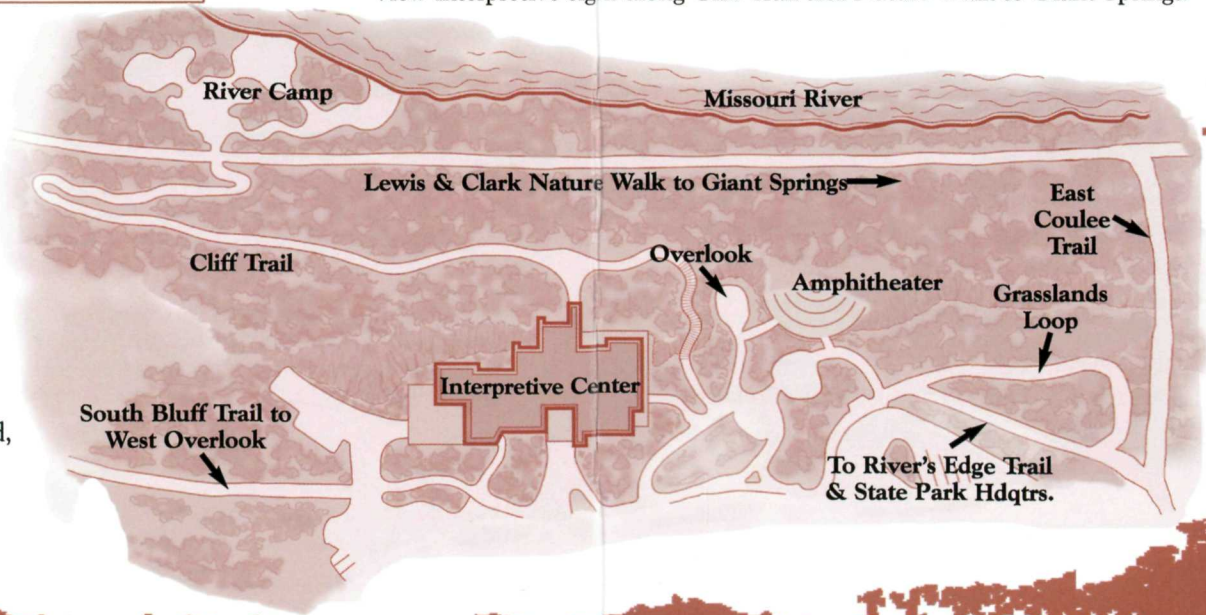 River Camp
Missouri River
Lewis & Clark Nature Walk to Giant Springs
East
Coulee
Trail
Cliff Trail
Overlook
Amphitheater
Grasslands
Loop
Interpretive Center
South Bluff Trail to
West Overlook
To River's Edge Trail
& State Park Hdqtrs.